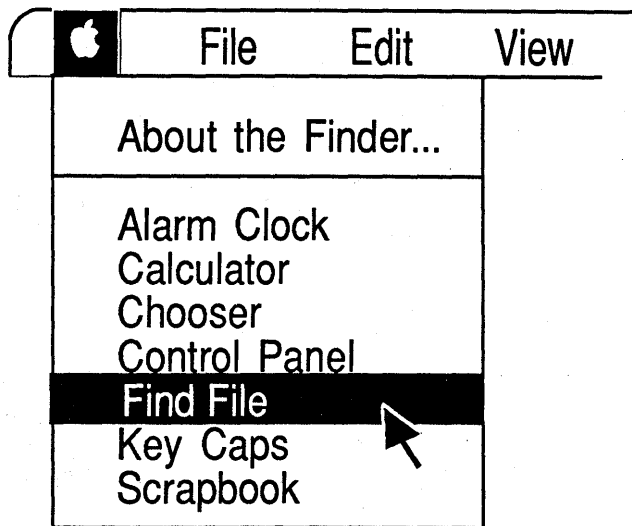 File Edit View
About the Finder...
Alarm Clock
Calculator
Chooser
Control Panel
Find File
Key Caps
Scrapbook